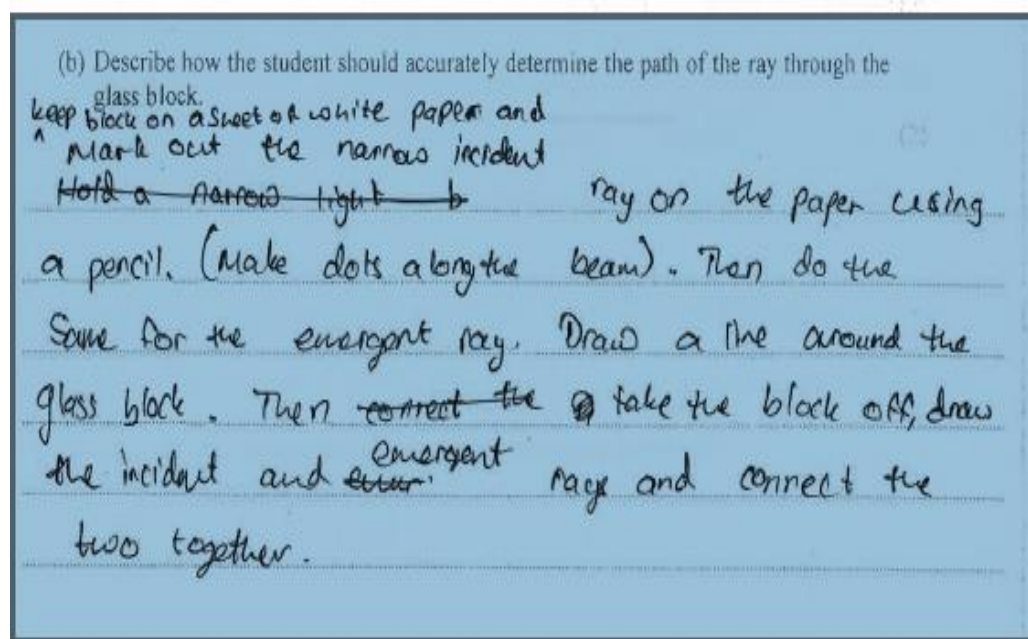 (b) Describe how the student should accurately determine the path of the ray through the
glass block.
keep block on a sheet of white paper and
Mark out the narrow incident
Hold a narrow light b ray on the paper using
a pencil. (Make dots along the beam). Then do the
Same for the emergent ray. Draw a line around the
glass block. Then connect the take the block off, draw
the incident and emergent rays and connect the
two together.